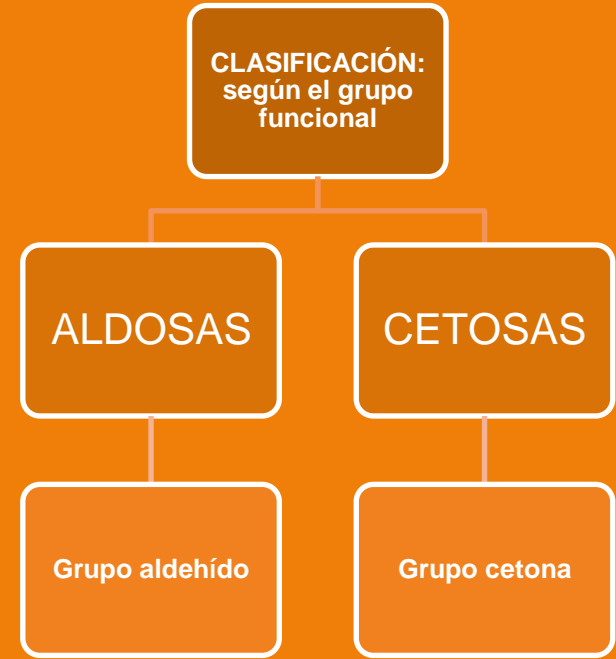 CLASIFICACIÓN:
según el grupo
funcional
ALDOSAS
CETOSAS
Grupo aldehído
Grupo cetona